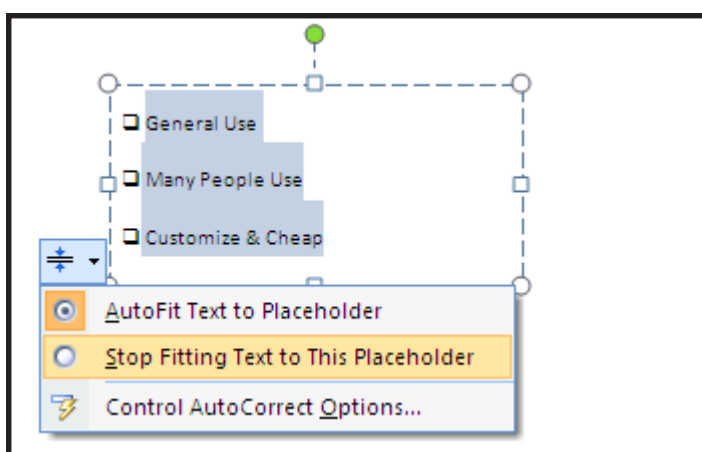 General Use
Many People Use
Customize & Cheap
AutoFit Text to Placeholder
Stop Fitting Text to This Placeholder
Control AutoCorrect Options...